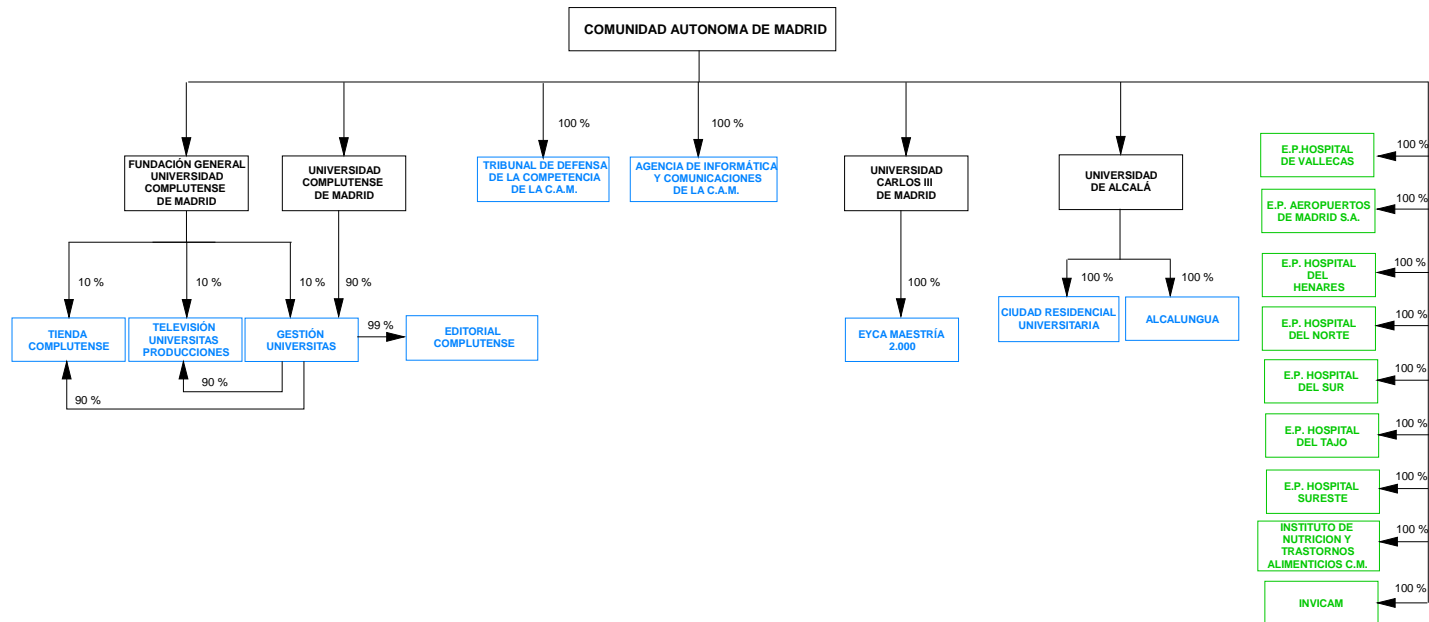 COMUNIDAD AUTONOMA DE MADRID
100 %
100 %
FUNDACIÓN GENERAL
UNIVERSIDAD
COMPLUTENSE
DE MADRID
UNIVERSIDAD
COMPLUTENSE
DE MADRID
TRIBUNAL DE DEFENSA
DE LA COMPETENCIA
DE LA C.A.M.
AGENCIA DE INFORMÁTICA
Y COMUNICACIONES
DE LA C.A.M.
UNIVERSIDAD
CARLOS III
DE MADRID
UNIVERSIDAD
DE ALCALÁ
10 %
10 %
10 %
90 %
100 %
100 %
100 %
TIENDA
COMPLUTENSE
TELEVISIÓN
UNIVERSITAS
PRODUCCIONES
GESTIÓN
UNIVERSITAS
99 %
EDITORIAL
COMPLUTENSE
EYCA MAESTRÍA
2.000
CIUDAD RESIDENCIAL
UNIVERSITARIA
ALCALUNGUA
90 %
90 %
E.P.HOSPITAL
DE VALLECAS
100 %
E.P. AEROPUERTOS
DE MADRID S.A.
100 %
E.P. HOSPITAL
DEL
HENARES
100 %
E.P. HOSPITAL
DEL NORTE
100 %
E.P. HOSPITAL
DEL SUR
100 %
E.P. HOSPITAL
DEL TAJO
100 %
E.P. HOSPITAL
SURESTE
100 %
INSTITUTO DE
NUTRICION Y
TRASTORNOS
ALIMENTICIOS C.M.
100 %
INVICAM
100 %